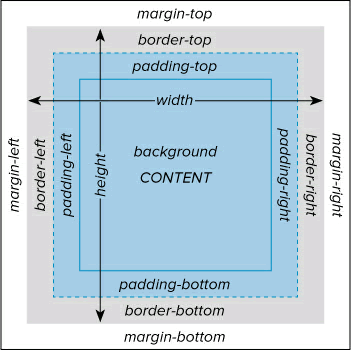 margin-top
border-top
padding-top
width
margin-left
border-left
padding-left
height
background
CONTENT
padding-right
border-right
margin-right
padding-bottom
border-bottom
margin-bottom